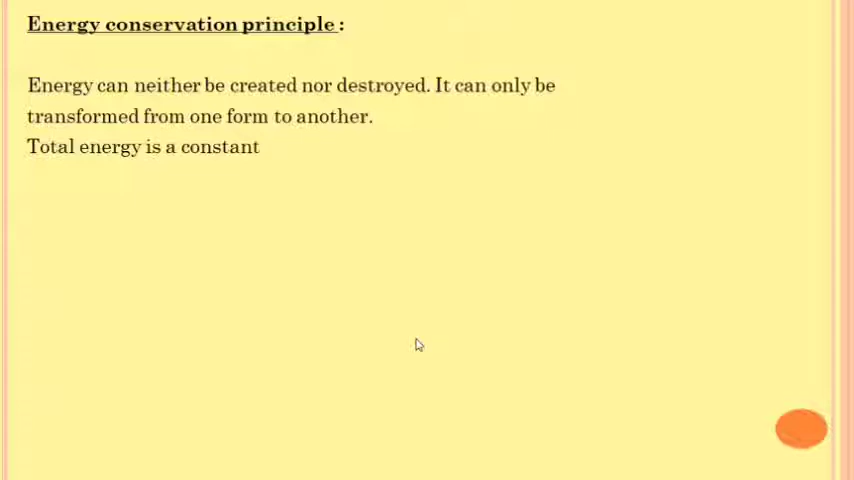 Energy conservation principle :
Energy can neither be created nor destroyed. It can only be
transformed from one form to another.
Total energy is a constant